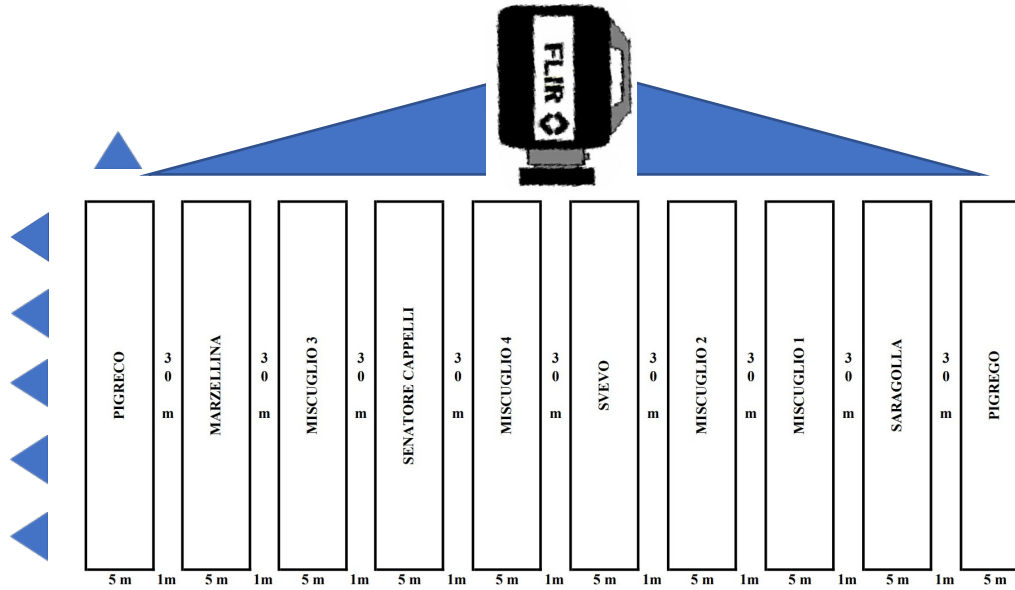 FLIR
PIGRECO
30 m
MARZELLINA
30 m
MISCUGLIO 3
30 m
SENATORE CAPPELLI
30 m
MISCUGLIO 4
30 m
SVEVO
30 m
MISCUGLIO 2
30 m
MISCUGLIO 1
30 m
SARAGOLLA
30 m
PIGREGO
5 m 1m 5 m 1m 5 m 1m 5 m 1m 5 m 1m 5 m 1m 5 m 1m 5 m 1m 5 m 1m 5 m